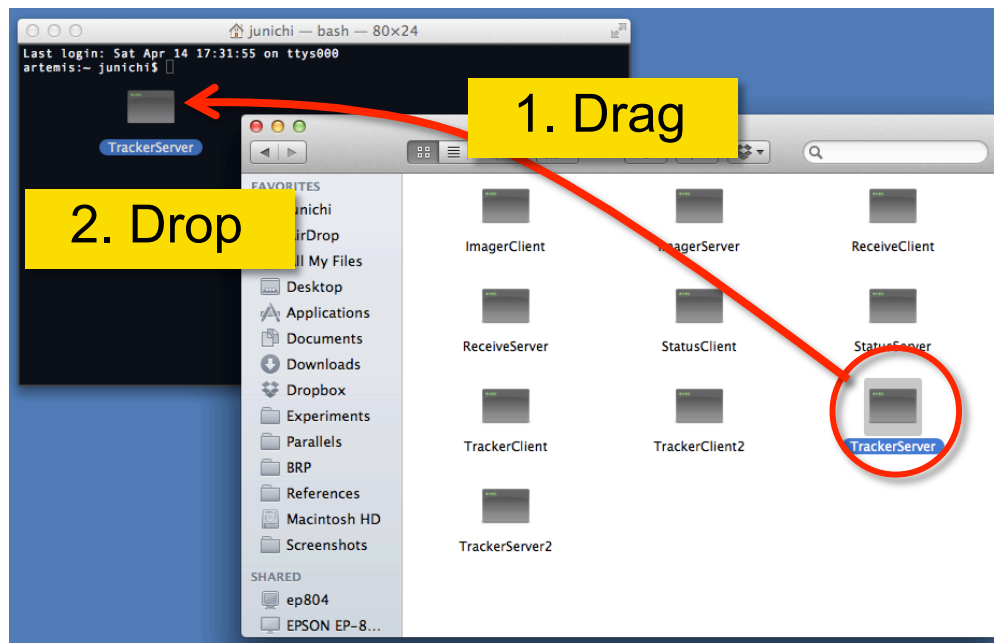 junichi — bash — 80×24
Last login: Sat Apr 14 17:31:55 on ttys000
artemis:~ junichi$
TrackerServer
1. Drag
2. Drop
FAVORITES
unichi
AirDrop
All My Files
Desktop
Applications
Documents
Downloads
Dropbox
Experiments
Parallels
BRP
References
Macintosh HD
Screenshots
SHARED
ep804
EPSON EP-8...
ImagerClient
ImagerServer
ReceiveClient
ReceiveServer
StatusClient
StatusServer
TrackerClient
TrackerClient2
TrackerServer
TrackerServer2